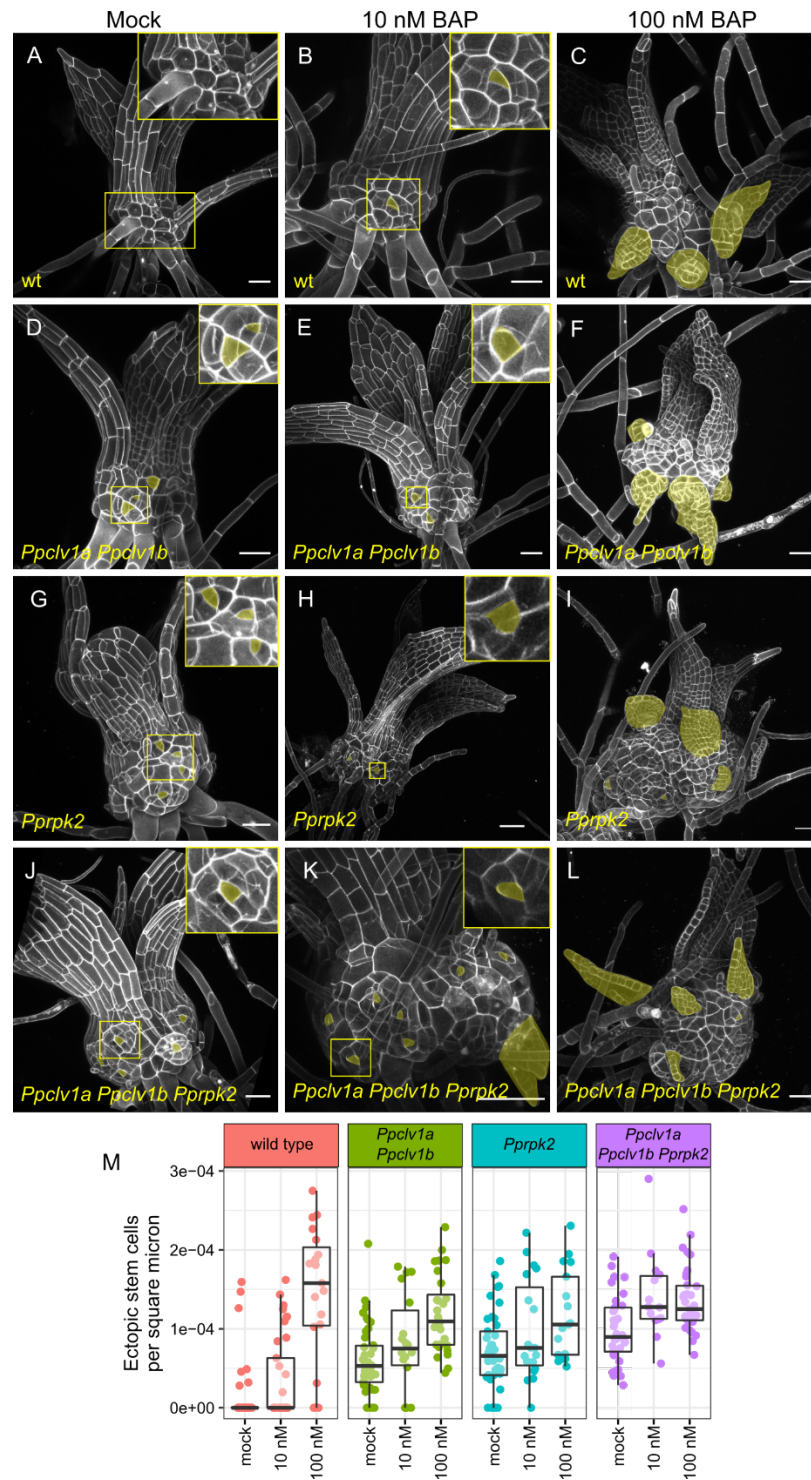 Mock 10 nM BAP 100 nM BAP
A B C
wt wt wt
D E F
Ppclv1a Ppclv1b Ppclv1a Ppclv1b Ppclv1a Ppclv1b
G H I
Pprpk2 Pprpk2 Pprpk2
J K L
Ppclv1a Ppclv1b Pprpk2 Ppclv1a Ppclv1b Pprpk2 Ppclv1a Ppclv1b Pprpk2
M
wild type
Ppclv1a
Ppclv1b
Pprpk2
Ppclv1a
Ppclv1b Pprpk2
Ectopic stem cells
per square micron
3e−04
2e−04
1e−04
0e+00
mock 10 nM 100 nM mock 10 nM 100 nM mock 10 nM 100 nM mock 10 nM 100 nM